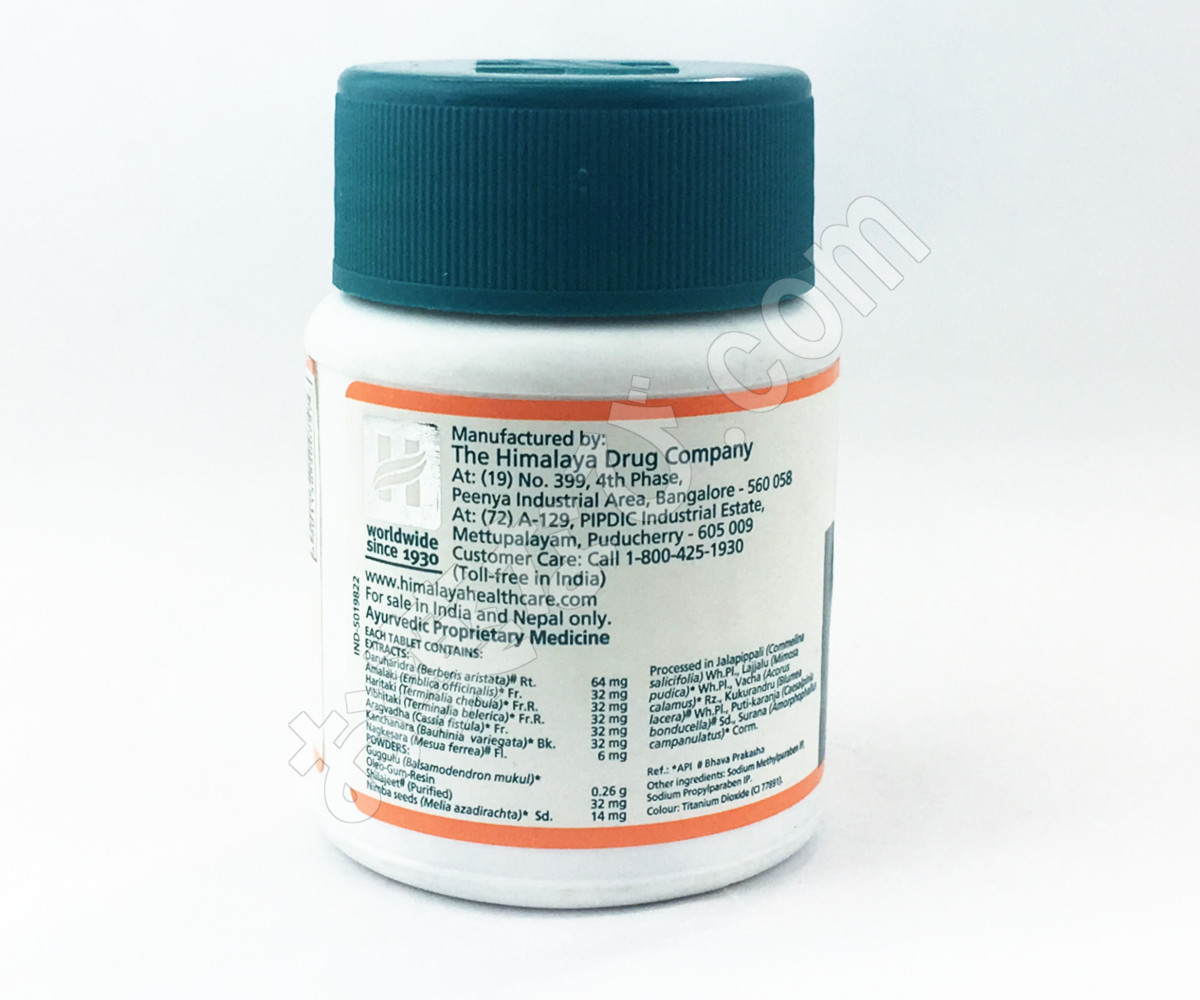 Manufactured by:
The Himalaya Drug Company
At: (19) No. 399, 4th Phase,
Peenya Industrial Area, Bangalore - 560 058
At: (72) A-129, PIPDIC Industrial Estate,
Mettupalayam, Puducherry - 605 009
Customer Care: Call 1-800-425-1930
(Toll-free in India)
worldwide
since 1930
www.himalayahealthcare.com
For sale in India and Nepal only.
Ayurvedic Proprietary Medicine
IND-5019822
EACH TABLET CONTAINS:
EXTRACTS:
Daruharidra (Berberis aristata)# Rt. 64 mg
Amalaki (Emblica officinalis)* Fr. 32 mg
Haritaki (Terminalia chebula)* Fr.R. 32 mg
Vibhitaki (Terminalia belerica)* Fr.R. 32 mg
Aragvadha (Cassia fistula)* Fr. 32 mg
Kanchanara (Bauhinia variegata)* Bk. 32 mg
Nagkesara (Mesua ferrea)# Fl. 6 mg
POWDERS:
Guggulu (Balsamodendron mukul)*
Oleo-Gum-Resin 0.26 g
Shilajeet# (Purified) 32 mg
Nimba seeds (Melia azadirachta)* Sd. 14 mg
Processed in Jalapippali (Commelina
salicifolia) Wh.Pl., Lajjalu (Mimosa
pudica)* Wh.Pl., Vacha (Acorus
calamus)* Rz., Kukurandru (Blumea
lacera)# Wh.Pl., Puti-karanja (Caesalpinia
bonducella)# Sd., Surana (Amorphophallus
campanulatus)* Corm.
Ref.: *API # Bhava Prakasha
Other ingredients: Sodium Methylparaben IP,
Sodium Propylparaben IP.
Colour: Titanium Dioxide (CI 77891).
.com